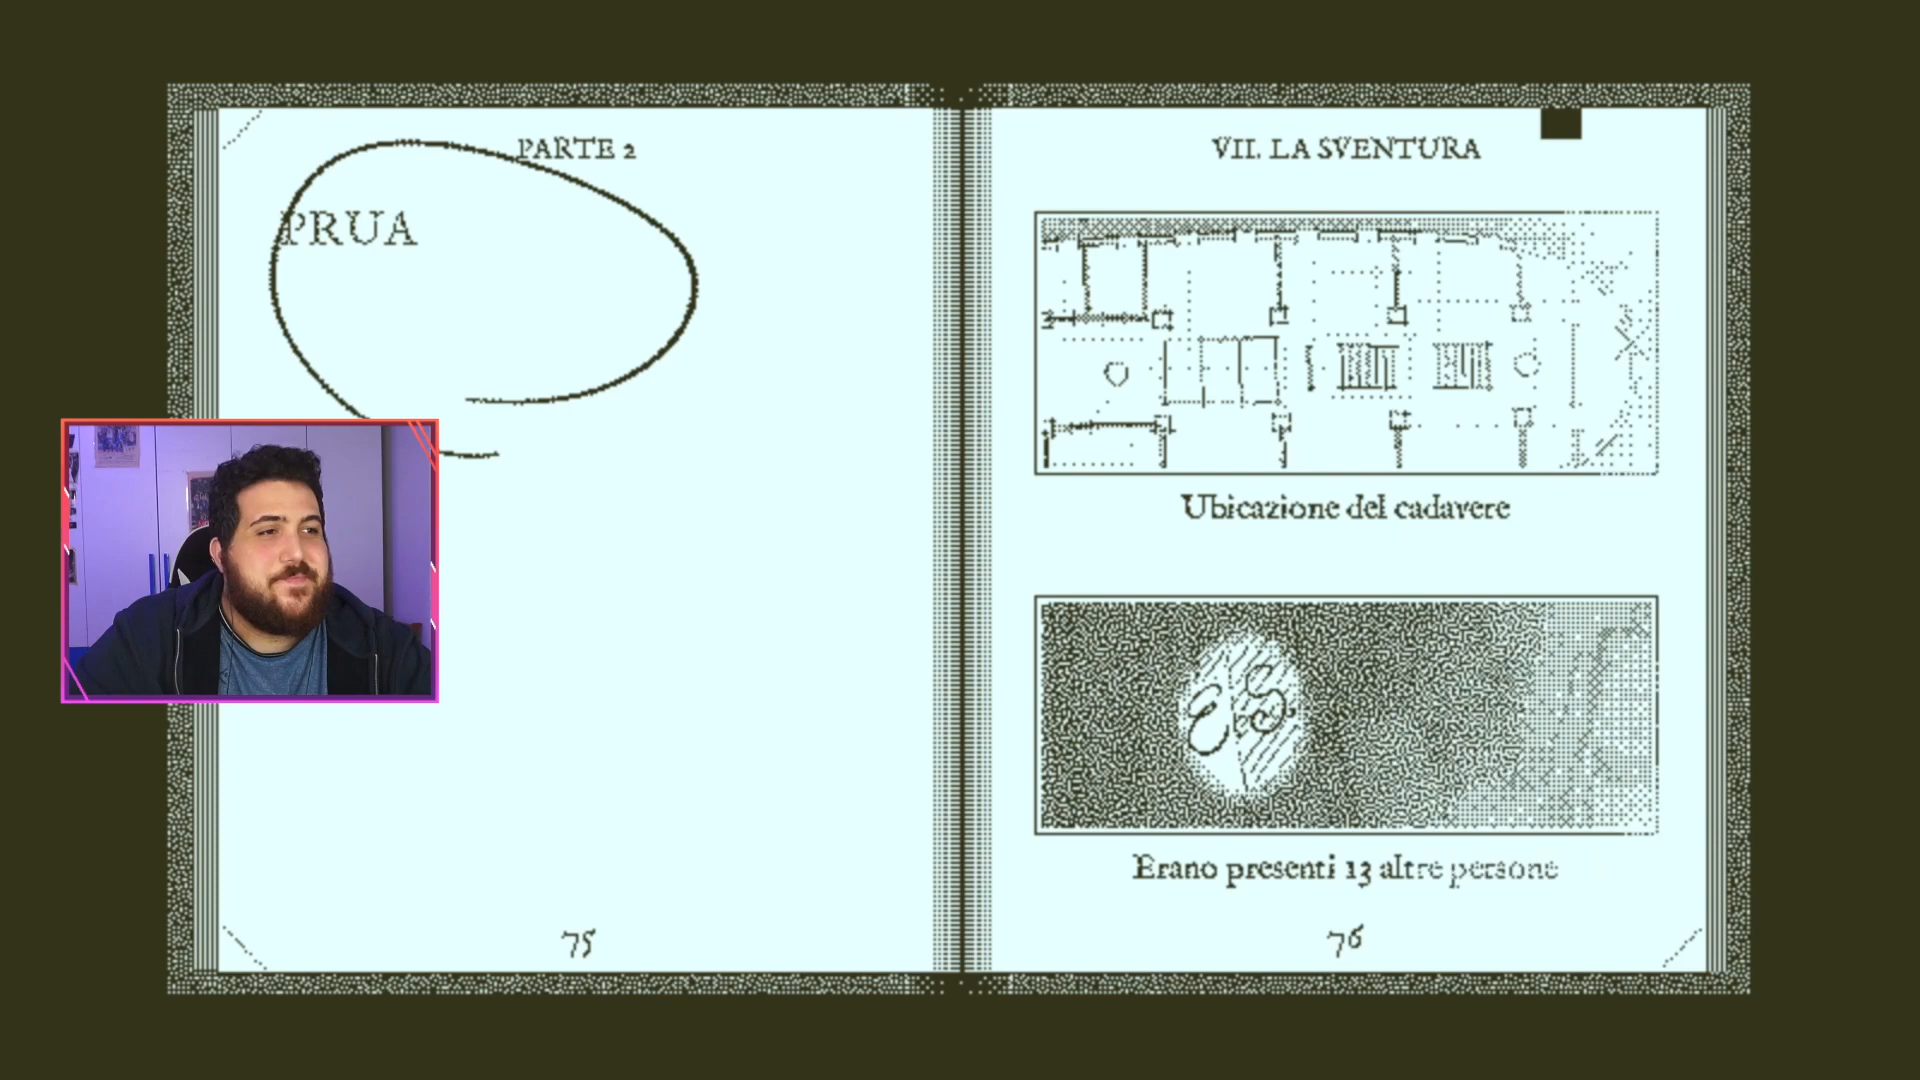 PARTE 2
PRUA
75
VII. LA SVENTURA
Ubicazione del cadavere
Erano presenti 13 altre persone
76